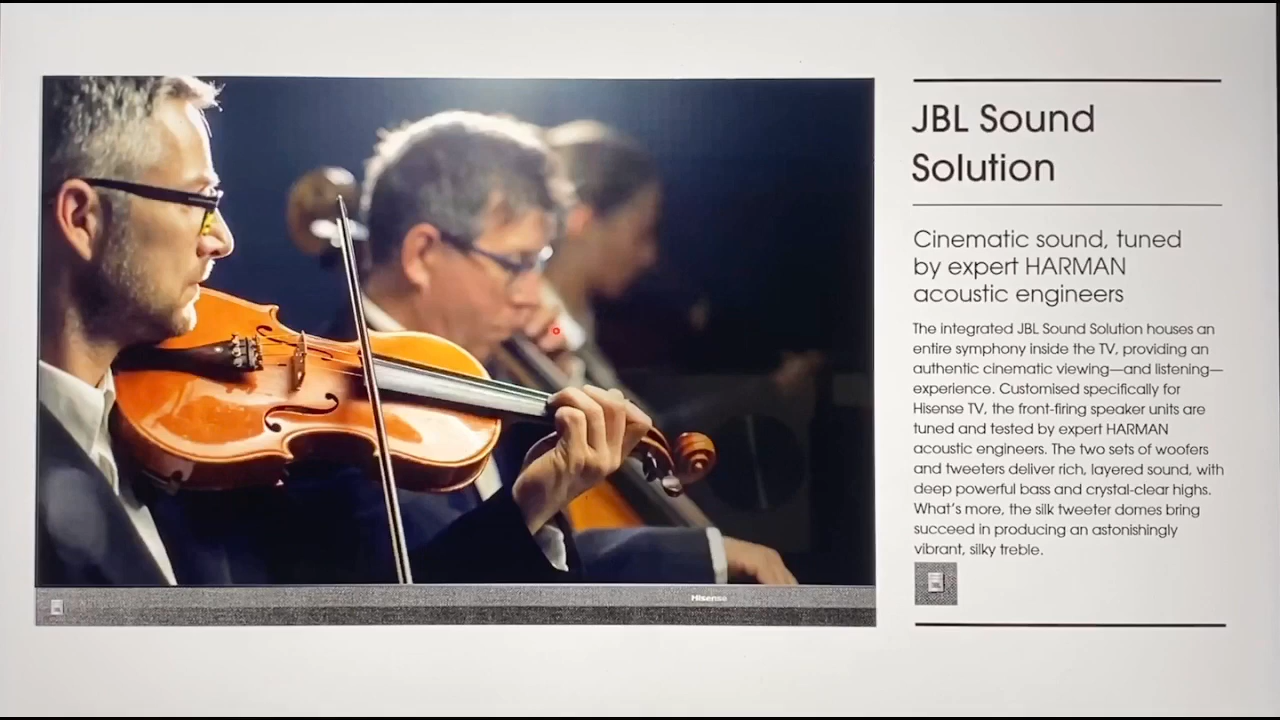 JBL Sound
Solution
Cinematic sound, tuned
by expert HARMAN
acoustic engineers
The integrated JBL Sound Solution houses an
entire symphony inside the TV, providing an
authentic cinematic viewing—and listening—
experience. Customised specifically for
Hisense TV, the front-firing speaker units are
tuned and tested by expert HARMAN
acoustic engineers. The two sets of woofers
and tweeters deliver rich, layered sound, with
deep powerful bass and crystal-clear highs.
What's more, the silk tweeter domes bring
succeed in producing an astonishingly
vibrant, silky treble.
Hisense